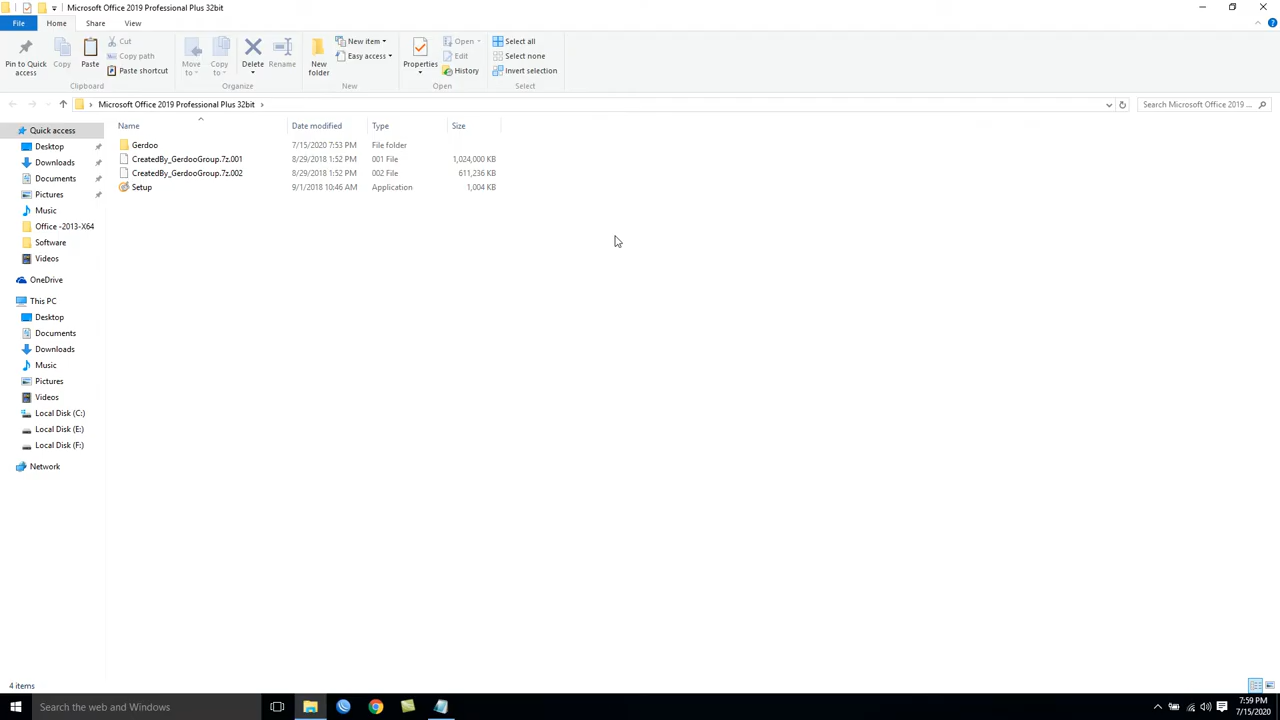 Microsoft Office 2019 Professional Plus 32bit
File Home Share View
Pin to Quick access
Copy
Paste
Cut
Copy path
Paste shortcut
Clipboard
Move to
Copy to
Delete
Rename
Organize
New folder
New item
Easy access
New
Properties
Open
Edit
History
Open
Select all
Select none
Invert selection
Select
Microsoft Office 2019 Professional Plus 32bit
Search Microsoft Office 2019 ...
Name Date modified Type Size
Gerdoo 7/15/2020 7:53 PM File folder
CreatedBy_GerdooGroup.7z.001 8/29/2018 1:52 PM 001 File 1,024,000 KB
CreatedBy_GerdooGroup.7z.002 8/29/2018 1:52 PM 002 File 611,236 KB
Setup 9/1/2018 10:46 AM Application 1,004 KB
Quick access
Desktop
Downloads
Documents
Pictures
Music
Office -2013-X64
Software
Videos
OneDrive
This PC
Desktop
Documents
Downloads
Music
Pictures
Videos
Local Disk (C:)
Local Disk (E:)
Local Disk (F:)
Network
4 items
Search the web and Windows
7:59 PM
7/15/2020